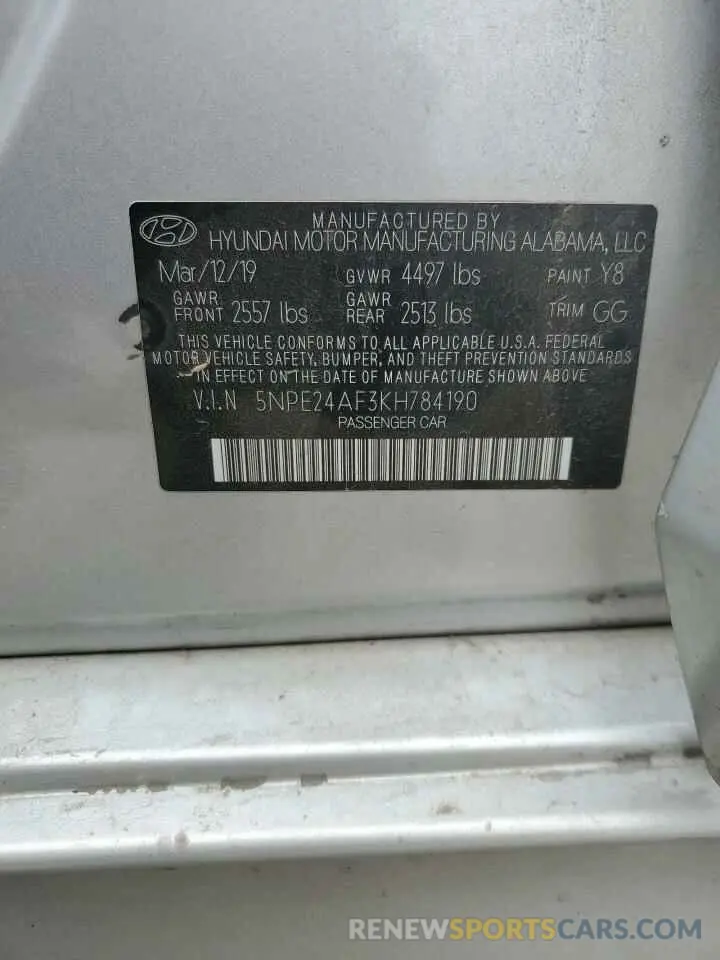 MANUFACTURED BY
HYUNDAI MOTOR MANUFACTURING ALABAMA, LLC
Mar/12/19 GVWR 4497 lbs PAINT Y8
GAWR FRONT 2557 lbs GAWR REAR 2513 lbs TRIM GG
THIS VEHICLE CONFORMS TO ALL APPLICABLE U.S.A. FEDERAL
MOTOR VEHICLE SAFETY, BUMPER, AND THEFT PREVENTION STANDARDS
IN EFFECT ON THE DATE OF MANUFACTURE SHOWN ABOVE
V.I.N 5NPE24AF3KH784190
PASSENGER CAR
RENEWSPORTSCARS.COM